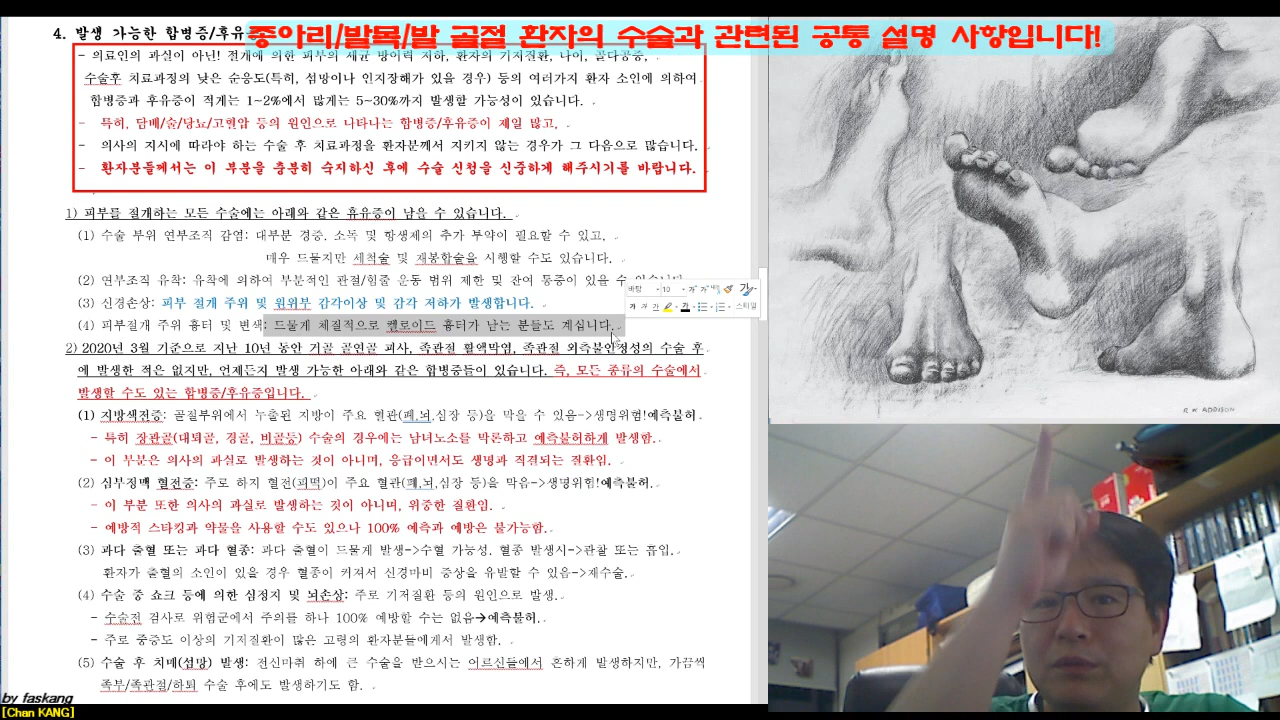 종아리/발목/발 골절 환자의 수술과 관련된 공통 설명 사항입니다!
4. 발생 가능한 합병증/후유
- 의료인의 과실이 아닌! 절개에 의한 피부의 세균 방어력 저하, 환자의 기저질환, 나이, 골다공증,
수술후 치료과정의 낮은 순응도(특히, 섬망이나 인지장해가 있을 경우) 등의 여러가지 환자 소인에 의하여
합병증과 후유증이 적게는 1~2%에서 많게는 5~30%까지 발생할 가능성이 있습니다.
- 특히, 담배/술/당뇨/고혈압 등의 원인으로 나타나는 합병증/후유증이 제일 많고,
- 의사의 지시에 따라야 하는 수술 후 치료과정을 환자분께서 지키지 않는 경우가 그 다음으로 많습니다.
- 환자분들께서는 이 부분을 충분히 숙지하신 후에 수술 신청을 신중하게 해주시기를 바랍니다.
1) 피부를 절개하는 모든 수술에는 아래와 같은 휴유증이 남을 수 있습니다.
(1) 수술 부위 연부조직 감염: 대부분 경증. 소독 및 항생제의 추가 투약이 필요할 수 있고,
매우 드물지만 세척술 및 재봉합술을 시행할 수도 있습니다.
(2) 연부조직 유착: 유착에 의하여 부분적인 관절/힘줄 운동 범위 제한 및 잔여 통증이 있을 수 있습니다.
(3) 신경손상: 피부 절개 주위 및 원위부 감각이상 및 감각 저하가 발생합니다.
(4) 피부절개 주위 흉터 및 변색: 드물게 체질적으로 켈로이드 흉터가 남는 분들도 계십니다.
바탕 10 가 가 가 가
가 가 가 가 스타일
2) 2020년 3월 기준으로 지난 10년 동안 거골 골연골 괴사, 족관절 활액막염, 족관절 외측불안정성의 수술 후
에 발생한 적은 없지만, 언제든지 발생 가능한 아래와 같은 합병증들이 있습니다. 즉, 모든 종류의 수술에서
발생할 수도 있는 합병증/후유증입니다.
(1) 지방색전증: 골절부위에서 누출된 지방이 주요 혈관(폐,뇌,심장 등)을 막을 수 있음->생명위험!예측불허
- 특히 장관골(대퇴골, 경골, 비골등) 수술의 경우에는 남녀노소를 막론하고 예측불허하게 발생함.
- 이 부분은 의사의 과실로 발생하는 것이 아니며, 응급이면서도 생명과 직결되는 질환임.
(2) 심부정맥 혈전증: 주로 하지 혈전(피떡)이 주요 혈관(폐,뇌,심장 등)을 막음->생명위험!예측불허.
- 이 부분 또한 의사의 과실로 발생하는 것이 아니며, 위중한 질환임.
- 예방적 스타킹과 약물을 사용할 수도 있으나 100% 예측과 예방은 불가능함.
(3) 과다 출혈 또는 과다 혈종: 과다 출혈이 드물게 발생->수혈 가능성, 혈종 발생시->관찰 또는 흡입,
환자가 출혈의 소인이 있을 경우 혈종이 커져서 신경마비 증상을 유발할 수 있음->재수술.
(4) 수술 중 쇼크 등에 의한 심정지 및 뇌손상: 주로 기저질환 등의 원인으로 발생.
- 수술전 검사로 위험군에서 주의를 하나 100% 예방할 수는 없음→예측불허.
- 주로 중증도 이상의 기저질환이 많은 고령의 환자분들에게서 발생함.
(5) 수술 후 치매(섬망) 발생: 전신마취 하에 큰 수술을 받으시는 어르신들에서 흔하게 발생하지만, 가끔씩
족부/족관절/하퇴 수술 후에도 발생하기도 함.
by faskang
[Chan KANG]
R.W. ADDISON